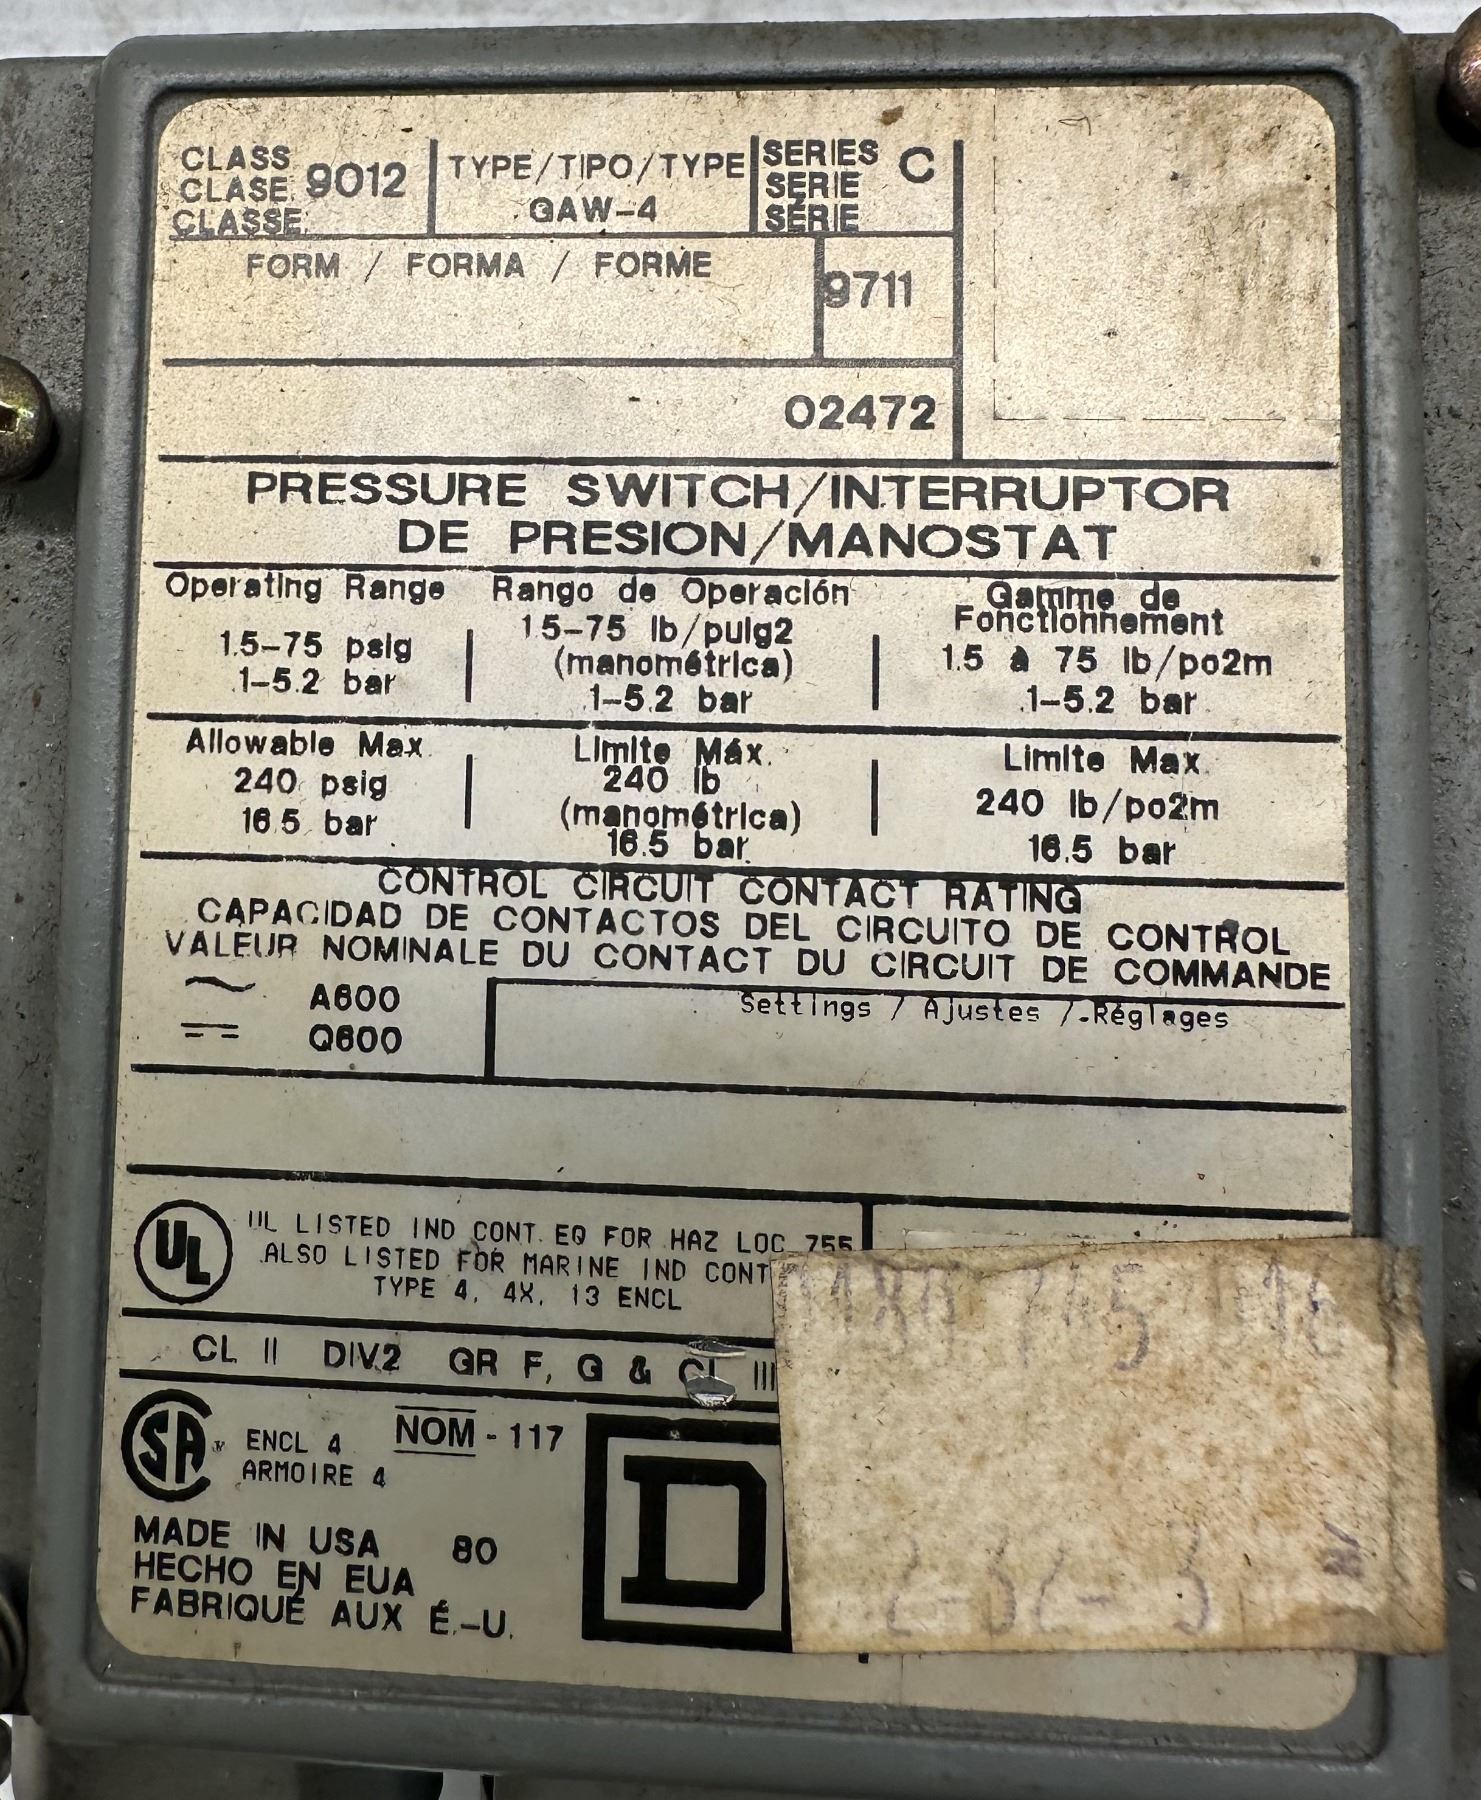 CLASS
CLASE 9012
CLASSE
TYPE/TIPO/TYPE
GAW-4
SERIES C
SERIE
SÉRIE
FORM / FORMA / FORME
9711
02472
PRESSURE SWITCH/INTERRUPTOR
DE PRESION/MANOSTAT
Operating Range
1.5-75 psig
.1-5.2 bar
Rango de Operación
1.5-75 lb/pulg2
(manométrica)
.1-5.2 bar
Gamme de
Fonctionnement
1.5 à 75 lb/po2m
.1-5.2 bar
Allowable Max.
240 psig
16.5 bar
Limite Máx.
240 lb
(manométrica)
16.5 bar
Limite Max.
240 lb/po2m
16.5 bar
CONTROL CIRCUIT CONTACT RATING
CAPACIDAD DE CONTACTOS DEL CIRCUITO DE CONTROL
VALEUR NOMINALE DU CONTACT DU CIRCUIT DE COMMANDE
A600
Q600
Settings / Ajustes / Réglages
UL
UL LISTED IND CONT. EQ FOR HAZ LOC 755
ALSO LISTED FOR MARINE IND CONT
TYPE 4, 4X, 13 ENCL
CL II DIV.2 GR F, G & CL III
SA
ENCL 4
ARMOIRE 4
NOM - 117
D
MADE IN USA 80
HECHO EN EUA
FABRIQUÉ AUX É.-U.